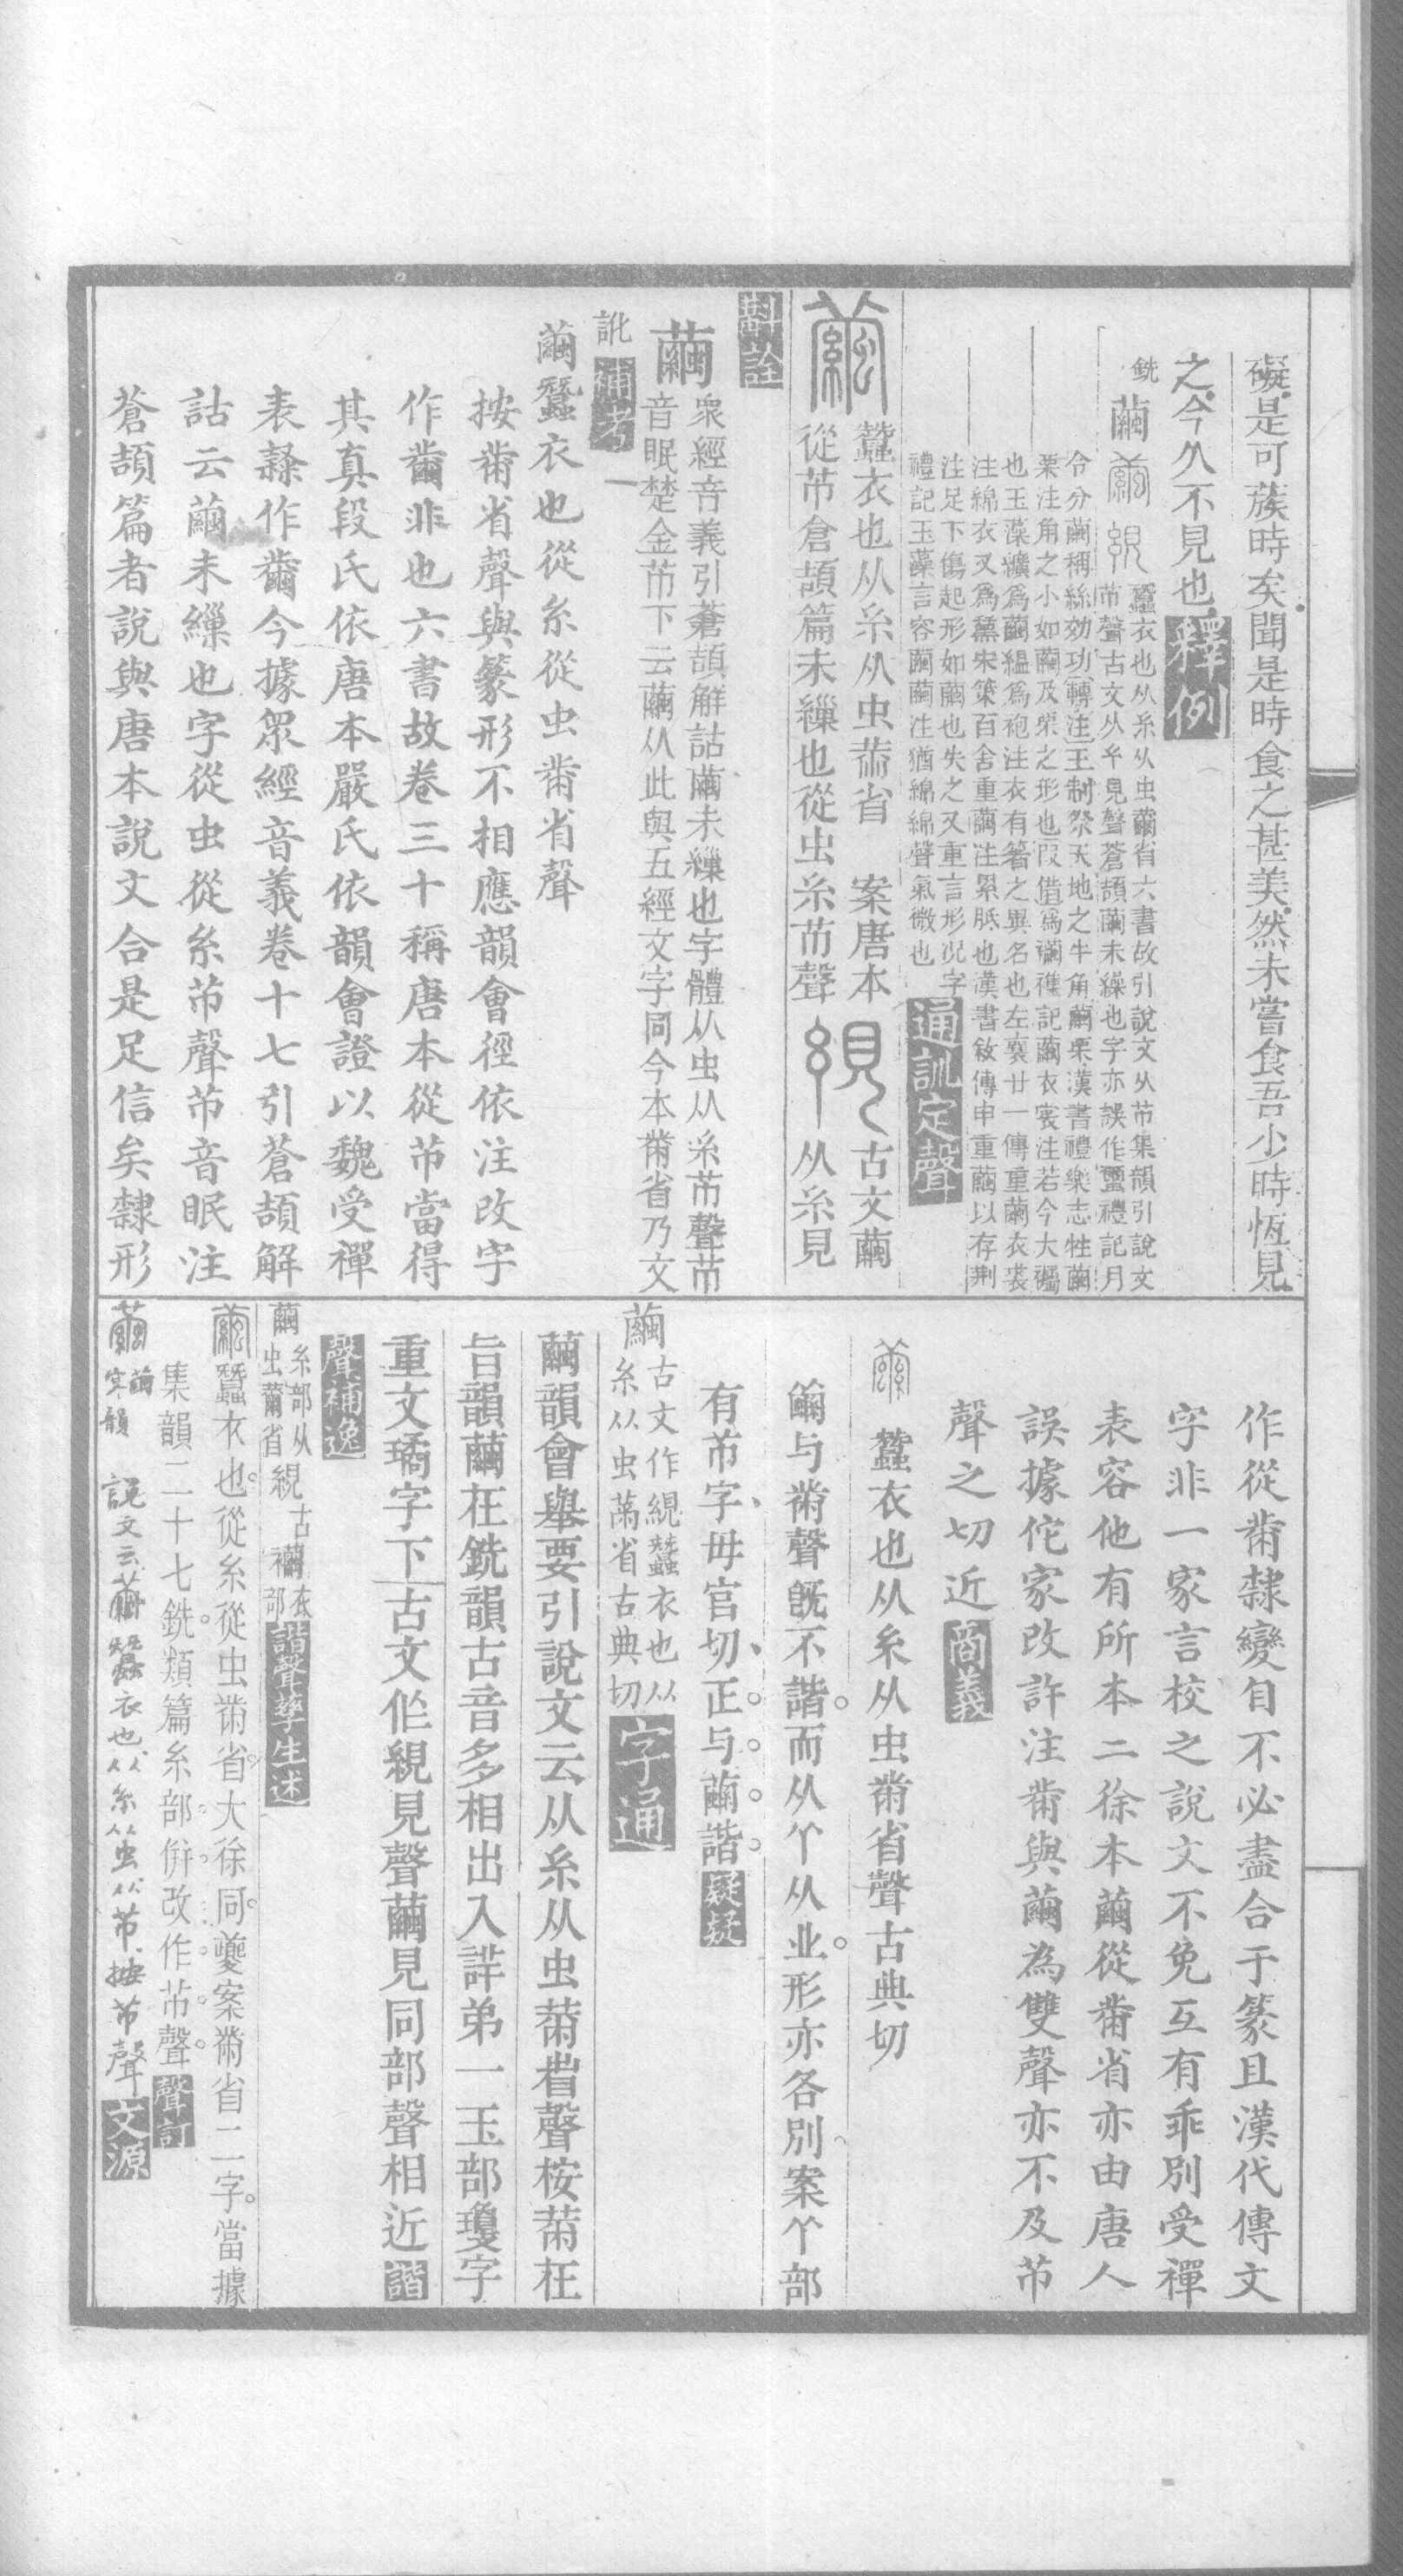 礙是可蔟時矣聞是時食之甚美然未嘗食吾少時恆見
之今久不見也釋例
銑 繭 絸 蠶衣也从糸从虫黹省六書故引說文从芇集韻引說文
芇聲古文从糸見聲蒼頡繭未繅也字亦誤作蠒禮記月
令分繭稱絲効功轉注王制祭天地之牛角繭栗漢書禮樂志牲繭
栗注角之小如繭及栗之形也叚借爲襺禮記繭衣裳注若今大襡
也玉藻纊爲繭縕爲袍注衣有箸之異名也左襄廿一傳重繭衣裘
注綿衣又爲趼宋策百舍重繭注累胝也漢書敘傳申重繭以存荆
注足下傷起形如繭也失之又重言形況字
禮記玉藻言容繭繭注猶綿綿聲氣微也 通訓定聲
蠶衣也从糸从虫黹省 案唐本
從芇倉頡篇未繅也從虫糸芇聲 絸 古文繭
从糸見
斠詮
繭 衆經音義引蒼頡解詁繭未繅也字體从虫从糸芇聲芇
音眠楚金芇下云繭从此與五經文字同今本黹省乃文
訛 補考一
繭蠶衣也從糸從虫黹省聲
按黹省聲與篆形不相應韻會徑依注改字
作繭非也六書故卷三十稱唐本從芇當得
其真段氏依唐本嚴氏依韻會證以魏受禪
表隸作繭今據衆經音義卷十七引蒼頡解
詁云繭未繅也字從虫從糸芇聲芇音眠注
蒼頡篇者說與唐本說文合是足信矣隸形
作從黹隸變自不必盡合于篆且漢代傳文
字非一家言校之說文不免互有乖別受禪
表容他有所本二徐本繭從黹省亦由唐人
誤據佗家改許注黹與繭為雙聲亦不及芇
聲之切近 商義
蠶衣也从糸从虫黹省聲古典切
繭与黹聲旣不諧而从丫从业形亦各別案丫部
有芇字毋官切正与繭諧 疑疑
繭 古文作絸蠶衣也从
糸从虫黹省古典切 字通
繭韻會舉要引說文云从糸从虫黹省聲桉黹在
旨韻繭在銑韻古音多相出入詳弟一玉部瓊字
重文璚字下古文作絸見聲繭見同部聲相近 諧
聲補逸
繭 糸部从
虫黹省 絸 古繭 襺 衣部 諧聲孳生述
蠶衣也從糸從虫黹省大徐同夔案黹省二字當據
集韻二十七銑類篇糸部併改作芇聲 聲訂
繭 寒韻 說文云繭蠶衣也从糸虫从芇按芇聲 文源